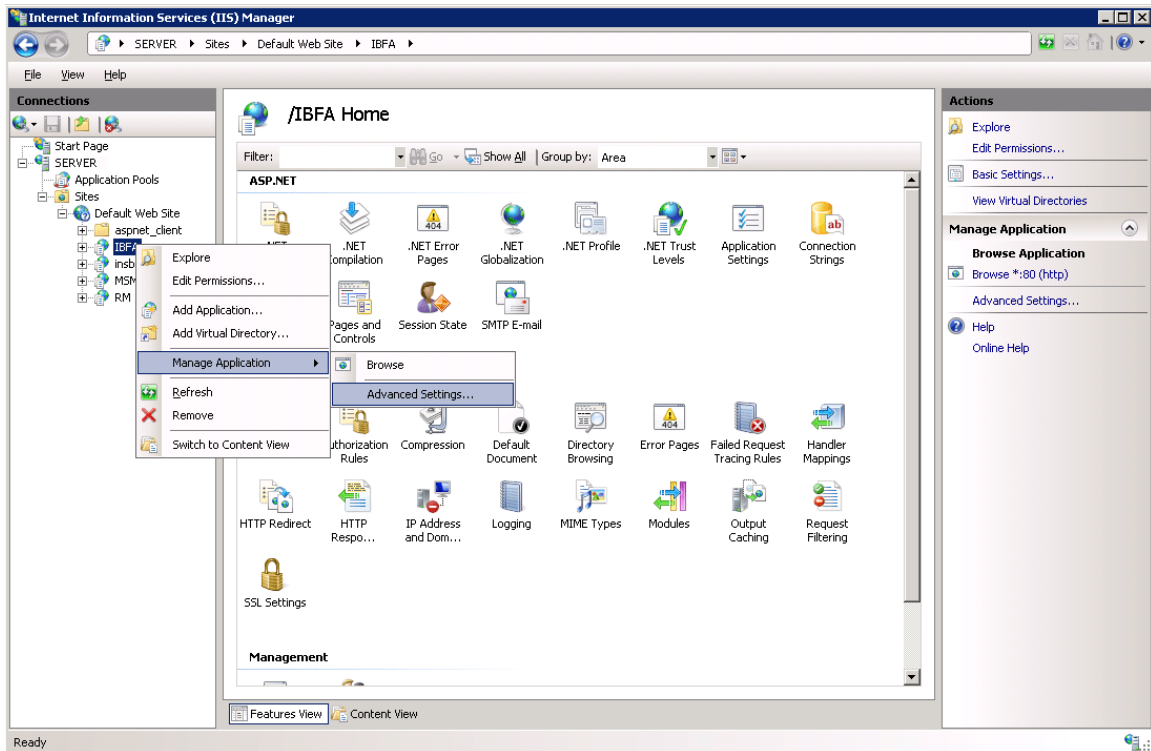 Internet Information Services (IIS) Manager
SERVER Sites Default Web Site IBFA
File View Help
Connections
Start Page
SERVER
Application Pools
Sites
Default Web Site
aspnet_client
IBFA
insb
MSM
RM
Explore
Edit Permissions...
Add Application...
Add Virtual Directory...
Manage Application
Refresh
Remove
Switch to Content View
Browse
Advanced Settings...
/IBFA Home
Filter: Go Show All Group by: Area
ASP.NET
.NET Error Pages
.NET Globalization
.NET Profile
.NET Trust Levels
Application Settings
Connection Strings
Pages and Controls
Session State
SMTP E-mail
Compression
Default Document
Directory Browsing
Error Pages
Failed Request Tracing Rules
Handler Mappings
Rules
HTTP Redirect
HTTP Respo...
IP Address and Dom...
Logging
MIME Types
Modules
Output Caching
Request Filtering
SSL Settings
Management
Features View Content View
Actions
Explore
Edit Permissions...
Basic Settings...
View Virtual Directories
Manage Application
Browse Application
Browse *:80 (http)
Advanced Settings...
Help
Online Help
Ready